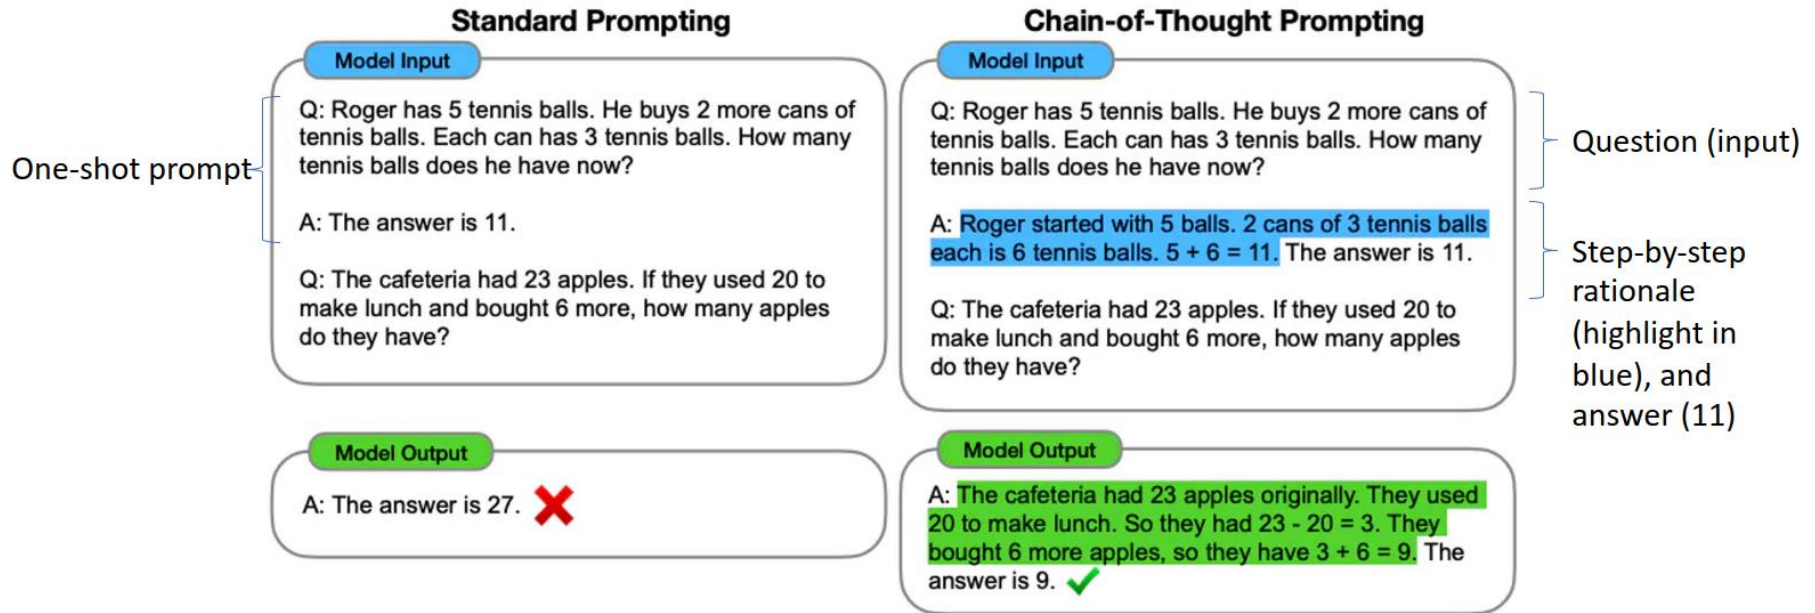 Standard Prompting
Model Input
One-shot prompt
Q: Roger has 5 tennis balls. He buys 2 more cans of
tennis balls. Each can has 3 tennis balls. How many
tennis balls does he have now?
A: The answer is 11.
Q: The cafeteria had 23 apples. If they used 20 to
make lunch and bought 6 more, how many apples
do they have?
Model Output
A: The answer is 27.
Chain-of-Thought Prompting
Model Input
Q: Roger has 5 tennis balls. He buys 2 more cans of
tennis balls. Each can has 3 tennis balls. How many
tennis balls does he have now?
A: Roger started with 5 balls. 2 cans of 3 tennis balls
each is 6 tennis balls. 5 + 6 = 11. The answer is 11.
Q: The cafeteria had 23 apples. If they used 20 to
make lunch and bought 6 more, how many apples
do they have?
Model Output
A: The cafeteria had 23 apples originally. They used
20 to make lunch. So they had 23 - 20 = 3. They
bought 6 more apples, so they have 3 + 6 = 9. The
answer is 9.
Question (input)
Step-by-step
rationale
(highlight in
blue), and
answer (11)